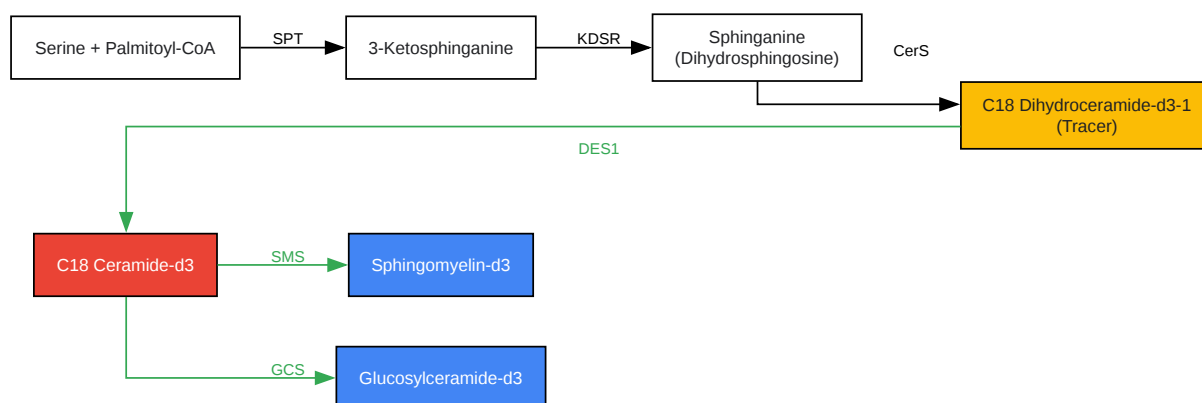 Serine + Palmitoyl-CoA
SPT
3-Ketosphinganine
KDSR
Sphinganine
(Dihydrosphingosine)
CerS
C18 Dihydroceramide-d3-1
(Tracer)
DES1
C18 Ceramide-d3
SMS
Sphingomyelin-d3
GCS
Glucosylceramide-d3